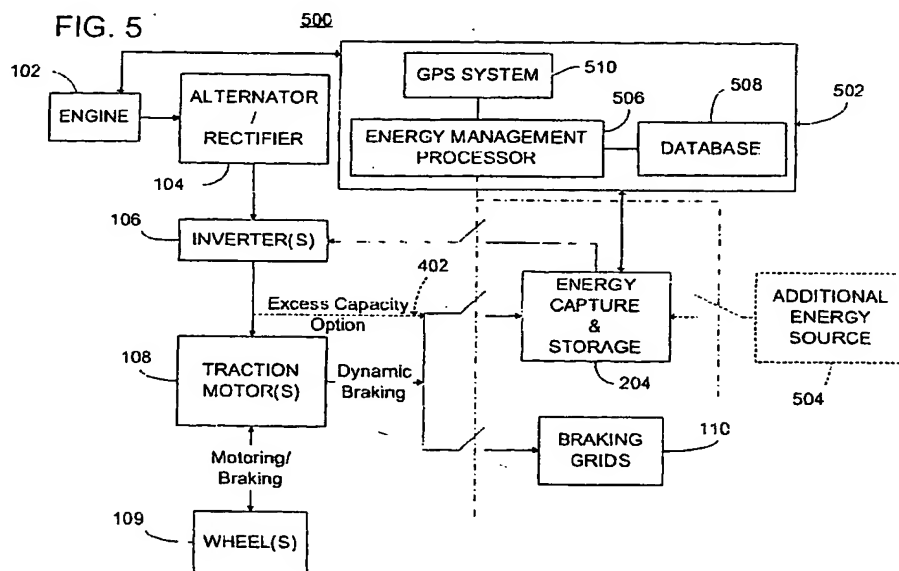 FIG. 5
500
102
ENGINE
ALTERNATOR
/
RECTIFIER
104
GPS SYSTEM
510
506
508
502
ENERGY MANAGEMENT
PROCESSOR
DATABASE
106
INVERTER(S)
402
Excess Capacity
Option
ENERGY
CAPTURE
&
STORAGE
204
ADDITIONAL
ENERGY
SOURCE
504
108
TRACTION
MOTOR(S)
Dynamic
Braking
BRAKING
GRIDS
110
Motoring/
Braking
109
WHEEL(S)